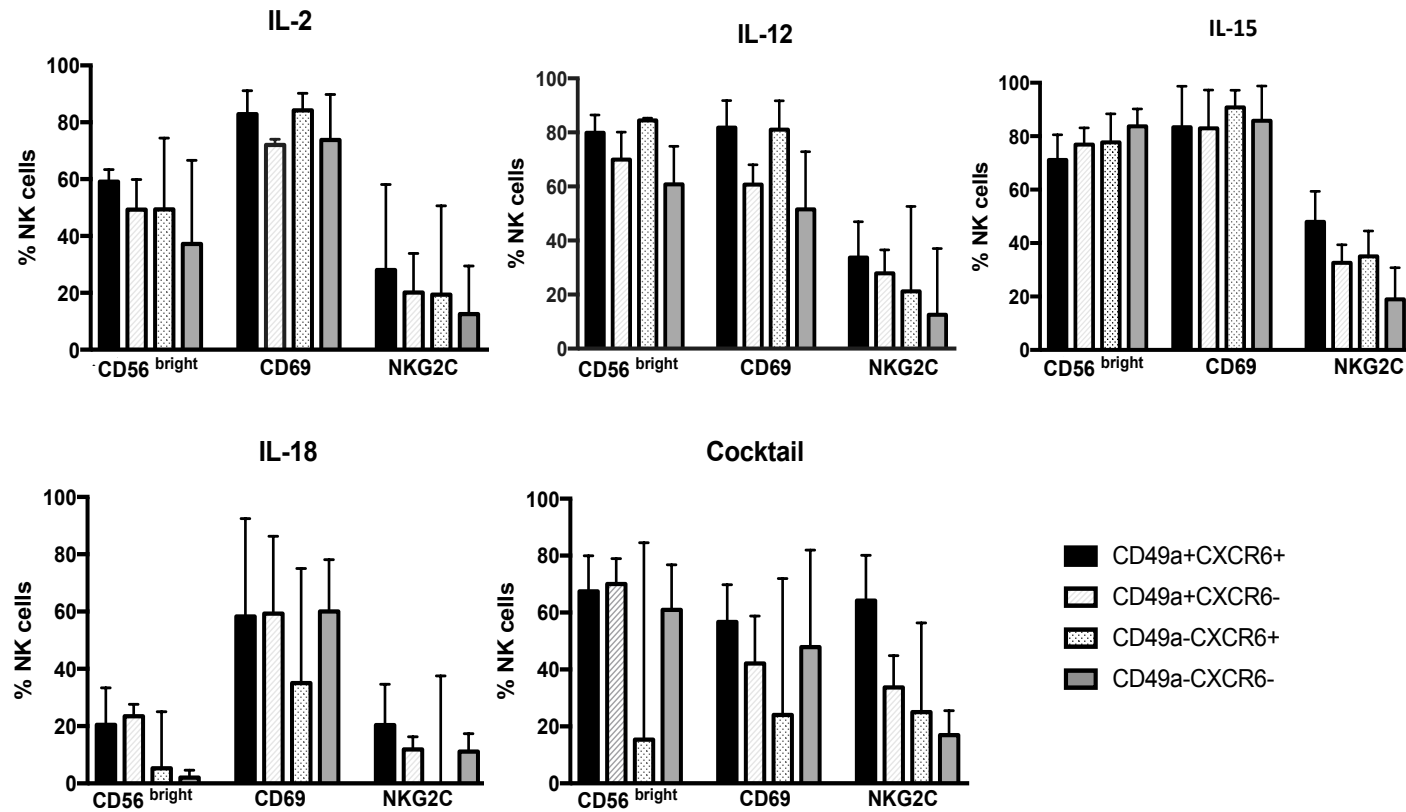 IL-2
100
80
60
40
20
0
% NK cells
CD56 bright
CD69
NKG2C
IL-12
100
80
60
40
20
0
% NK cells
CD56 bright
CD69
NKG2C
IL-15
100
80
60
40
20
0
% NK cells
CD56 bright
CD69
NKG2C
IL-18
100
80
60
40
20
0
% NK cells
CD56 bright
CD69
NKG2C
Cocktail
100
80
60
40
20
0
% NK cells
CD56 bright
CD69
NKG2C
CD49a+CXCR6+
CD49a+CXCR6-
CD49a-CXCR6+
CD49a-CXCR6-